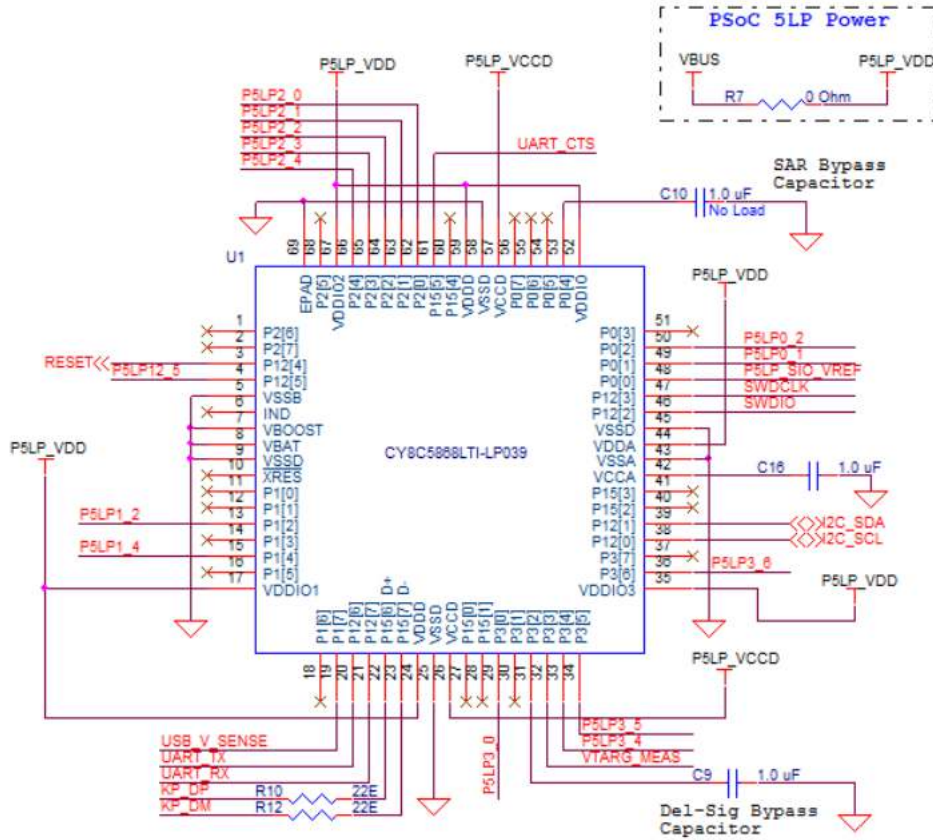 PSoC 5LP Power
VBUS
P5LP_VDD
R7
0 Ohm
P5LP_VDD
P5LP_VCCD
P5LP2_0
P5LP2_1
P5LP2_2
P5LP2_3
P5LP2_4
UART_CTS
SAR Bypass
Capacitor
C10
1.0 uF
No Load
U1
69
68
67
66
65
64
63
62
61
60
59
58
57
56
55
54
53
52
EPAD
P2[5]
VDDIO2
P2[4]
P2[3]
P2[2]
P2[1]
P2[0]
P15[5]
P15[4]
VDDD
VSSD
VCCD
P0[7]
P0[6]
P0[5]
P0[4]
VDDIO
P5LP_VDD
1 P2[6]
2 P2[7]
RESET 3 P12[4]
P5LP12_5 4 P12[5]
5 VSSB
6 IND
7 VBOOST
8 VBAT
9 VSSD
10 XRES
11 P1[0]
12 P1[1]
P5LP1_2 13 P1[2]
14 P1[3]
P5LP1_4 15 P1[4]
16 P1[5]
17 VDDIO1
P5LP_VDD
CY8C5868LTI-LP039
P0[3] 51
P0[2] 50 P5LP0_2
P0[1] 49 P5LP0_1
P0[0] 48 P5LP_SIO_VREF
P12[3] 47 SWDCLK
P12[2] 46 SWDIO
VSSD 45
VDDA 44
VSSA 43
VCCA 42
P15[3] 41
P15[2] 40
P12[1] 39 I2C_SDA
P12[0] 38 I2C_SCL
P3[7] 37
P3[6] 36 P5LP3_6
VDDIO3 35
C16
1.0 uF
P5LP_VDD
P1[6]
P1[7]
P12[6]
P12[7]
P15[6] D+
P15[7] D-
VDDD
VSSD
VCCD
P15[0]
P15[1]
P3[0]
P3[1]
P3[2]
P3[3]
P3[4]
P3[5]
18
19
20
21
22
23
24
25
26
27
28
29
30
31
32
33
34
P5LP_VCCD
USB_V_SENSE
UART_TX
UART_RX
KP_DP
R10
22E
KP_DM
R12
22E
P5LP3_0
P5LP3_5
P5LP3_4
VTARG_MEAS
C9
1.0 uF
Del-Sig Bypass
Capacitor